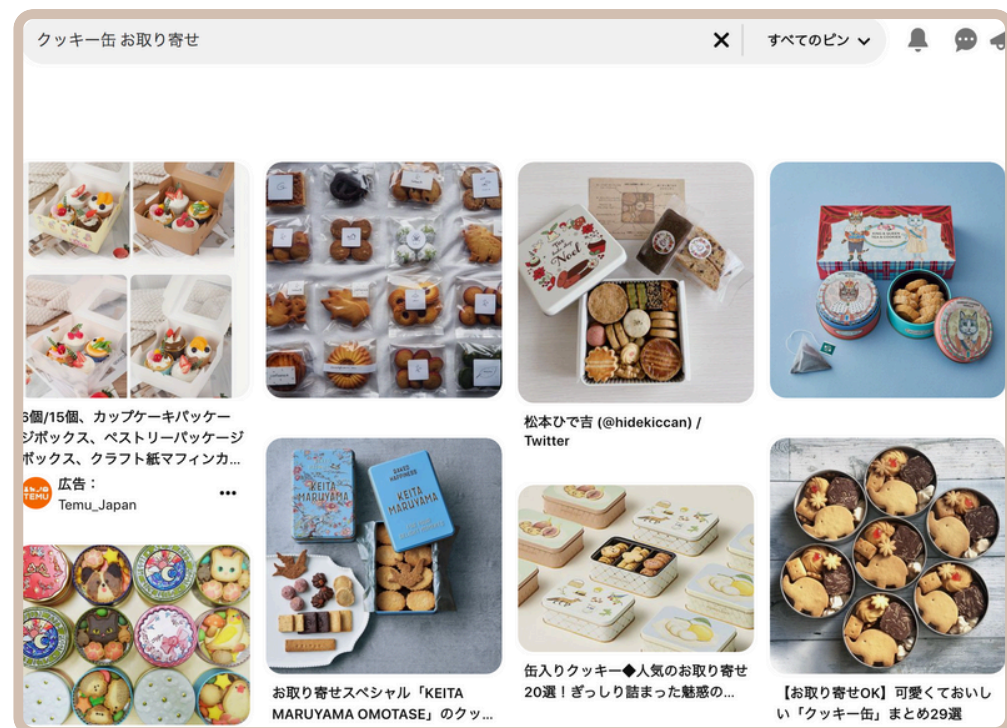 クッキー缶 お取り寄せ
すべてのピン
6個/15個、カップケーキパッケー
ジボックス、ペストリーパッケージ
ボックス、クラフト紙マフィンカ...
TEMU
広告：
Temu_Japan
Noël
松本ひで吉 (@hidekiccan) /
Twitter
KEITA
MARUYAMA
KEITA
MARUYAMA
お取り寄せスペシャル「KEITA
MARUYAMA OMOTASE」のクッ...
缶入りクッキー◆人気のお取り寄せ
20選！ぎっしり詰まった魅惑の...
【お取り寄せOK】可愛くておいし
い「クッキー缶」まとめ29選